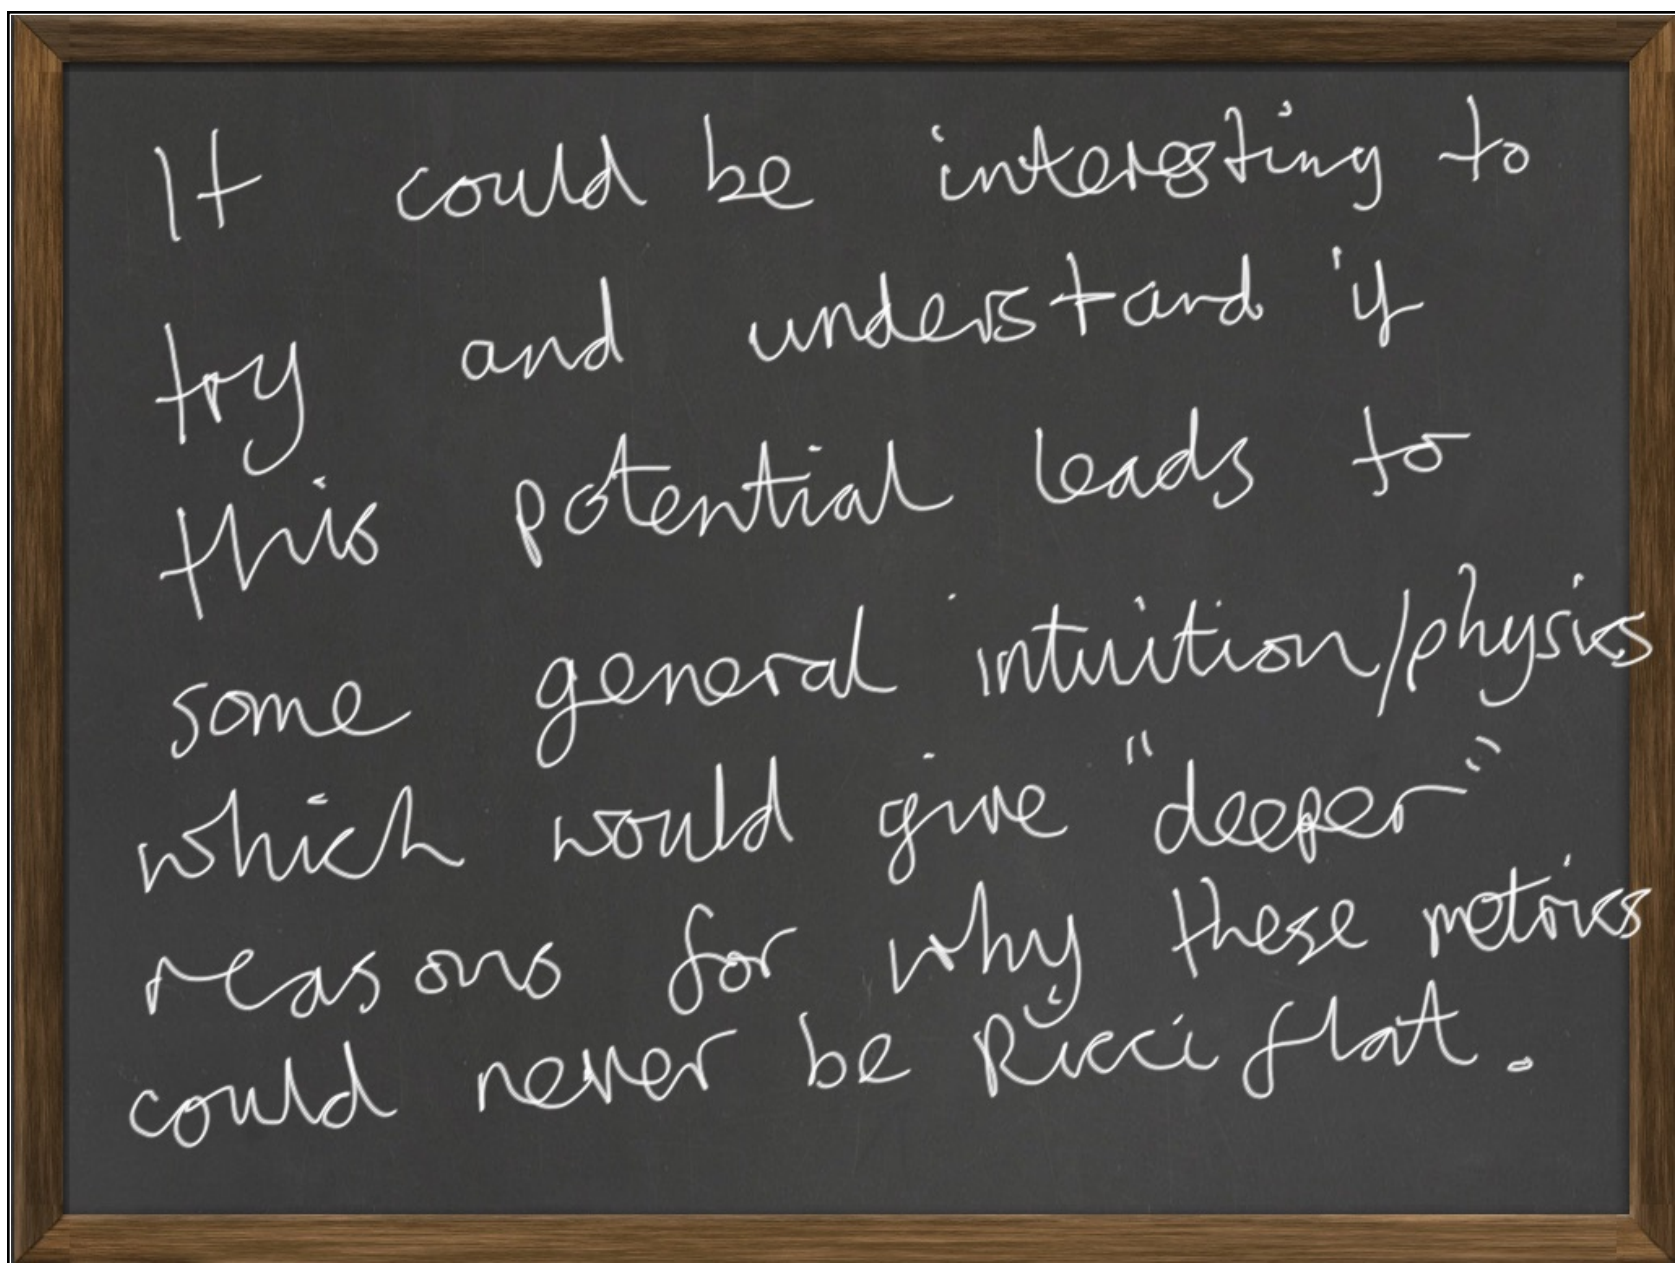 It could be interesting to
try and understand if
this potential leads to
some general intuition/physics
which would give "deeper"
reasons for why these metrics
could never be Ricci flat.